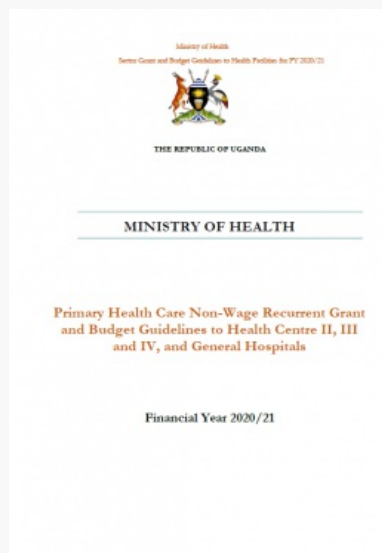 Ministry of Health
Sector Grant and Budget Guidelines to Health Facilities for FY 2020/21
THE REPUBLIC OF UGANDA
MINISTRY OF HEALTH
Primary Health Care Non-Wage Recurrent Grant
and Budget Guidelines to Health Centre II, III
and IV, and General Hospitals
Financial Year 2020/21